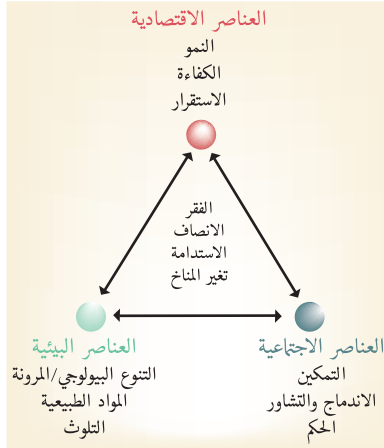 العناصر الاقتصادية
النمو
الكفاءة
الاستقرار
الفقر
الانصاف
الاستدامة
تغير المناخ
العناصر الاجتماعية
التمكين
الاندماج والتشاور
الحكم
العناصر البيئية
التنوع البيولوجي/المرونة
المواد الطبيعية
التلوث